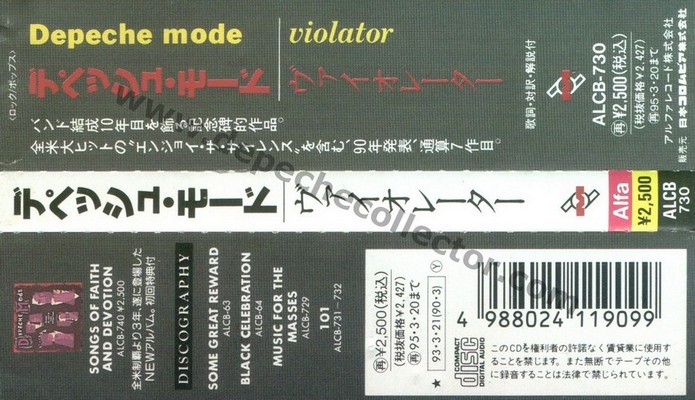 〈ロック/ポップス〉
Depeche mode
violator
デペッシュ・モード
ヴァイオレーター
バンド結成10年目を飾る記念碑的作品。
全米大ヒットの“エンジョイ・ザ・サイレンス”を含む、90年発表、通算7作目。
歌詞・対訳・解説付
ALCB-730
再¥2,500(税込)
(税抜価格¥2,427)
再95・3・20まで
アルファレコード株式会社
販売元 日本コロムビア株式会社
デペッシュ・モード
ヴァイオレーター
Alfa
¥2,500
ALCB
730
DEPECHE MODE
SONGS OF FAITH
AND DEVOTION
ALCB-740 ¥2,500
全米制覇より3年、遂に登場した
NEWアルバム。初回特典付
DISCOGRAPHY
SOME GREAT REWARD
ALCB-63
BLACK CELEBRATION
ALCB-64
MUSIC FOR THE
MASSES
ALCB-729
101
ALCB-731~732
再¥2,500(税込)
(税抜価格¥2,427)
再95・3・20まで
★ 93・3・21(90・3) Y
COMPACT
disc
DIGITAL AUDIO
4 988024 119099
このCDを権利者の許諾なく賃貸業に使用す
ることを禁じます。また無断でテープその他
に録音することは法律で禁じられています。
www.depechecollector.com